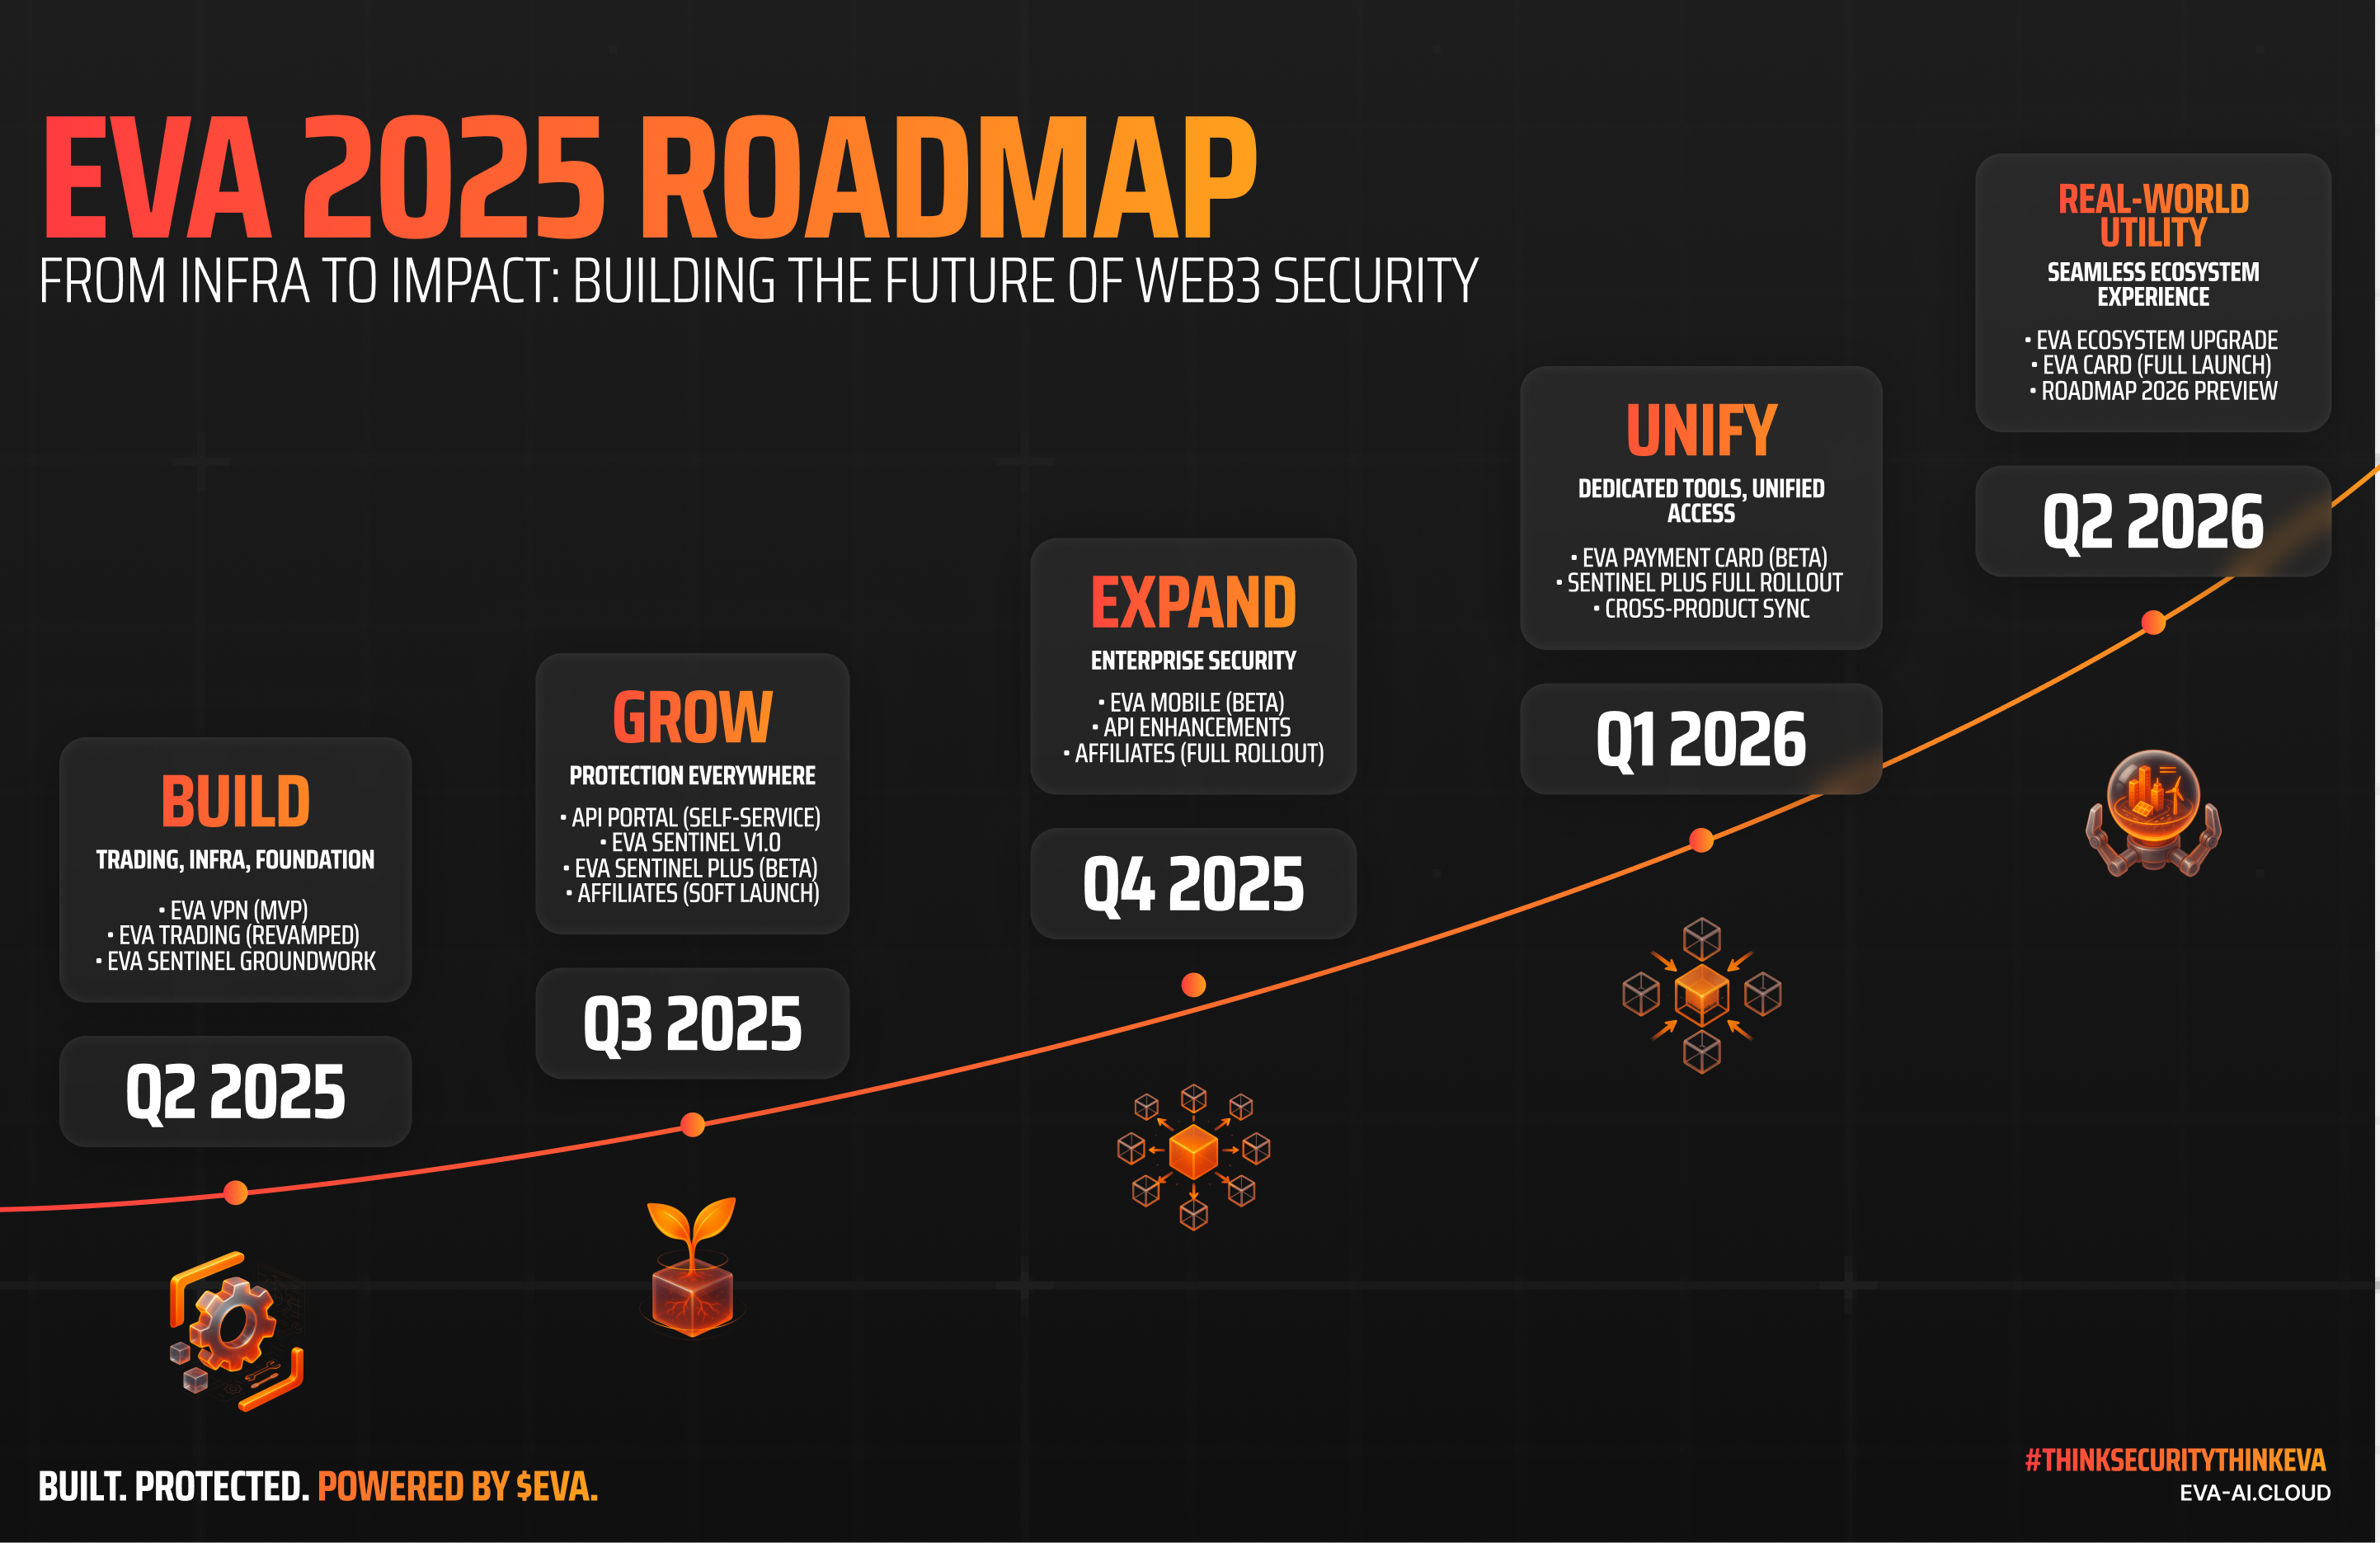 EVA 2025 ROADMAP
FROM INFRA TO IMPACT: BUILDING THE FUTURE OF WEB3 SECURITY
BUILD
TRADING, INFRA, FOUNDATION
• EVA VPN (MVP)
• EVA TRADING (REVAMPED)
• EVA SENTINEL GROUNDWORK
Q2 2025
GROW
PROTECTION EVERYWHERE
• API PORTAL (SELF-SERVICE)
• EVA SENTINEL V1.0
• EVA SENTINEL PLUS (BETA)
• AFFILIATES (SOFT LAUNCH)
Q3 2025
EXPAND
ENTERPRISE SECURITY
• EVA MOBILE (BETA)
• API ENHANCEMENTS
• AFFILIATES (FULL ROLLOUT)
Q4 2025
UNIFY
DEDICATED TOOLS, UNIFIED
ACCESS
• EVA PAYMENT CARD (BETA)
• SENTINEL PLUS FULL ROLLOUT
• CROSS-PRODUCT SYNC
Q1 2026
REAL-WORLD
UTILITY
SEAMLESS ECOSYSTEM
EXPERIENCE
• EVA ECOSYSTEM UPGRADE
• EVA CARD (FULL LAUNCH)
• ROADMAP 2026 PREVIEW
Q2 2026
BUILT. PROTECTED. POWERED BY $EVA.
#THINKSECURITYTHINKEVA
EVA-AI.CLOUD